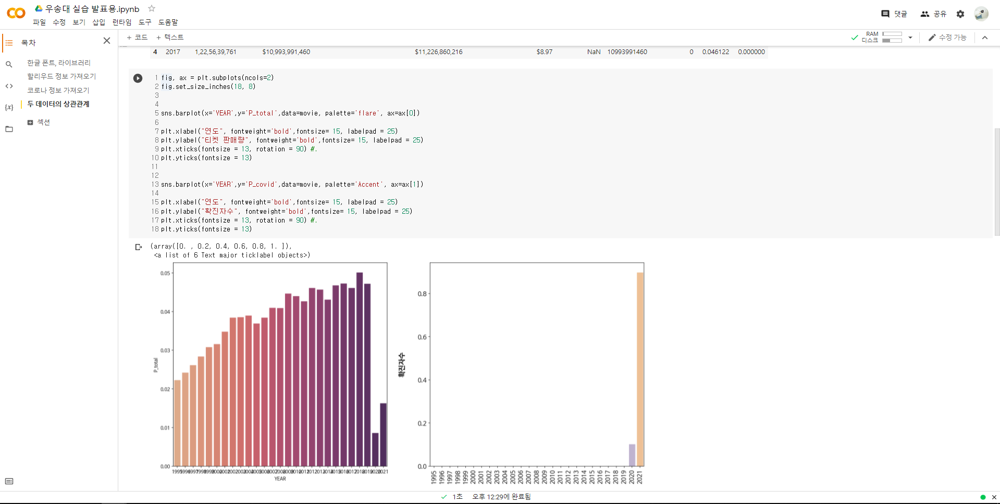 우송대 실습 발표용.ipynb
파일 수정 보기 삽입 런타임 도구 도움말
댓글 공유
목차
+ 코드 + 텍스트
RAM
디스크
수정 가능
한글 폰트, 라이브러리
할리우드 정보 가져오기
코로나 정보 가져오기
두 데이터의 상관관계
섹션
4 2017 1,22,56,39,761 $10,993,991,460 $11,226,860,216 $8.97 NaN 10993991460 0 0.046122 0.000000
1 fig, ax = plt.subplots(ncols=2)
2 fig.set_size_inches(18, 8)
3
4
5 sns.barplot(x='YEAR',y='P_total',data=movie, palette='flare', ax=ax[0])
6
7 plt.xlabel("연도", fontweight='bold',fontsize= 15, labelpad = 25)
8 plt.ylabel("티켓 판매량", fontweight='bold',fontsize= 15, labelpad = 25)
9 plt.xticks(fontsize = 13, rotation = 90) #.
10 plt.yticks(fontsize = 13)
11
12
13 sns.barplot(x='YEAR',y='P_covid',data=movie, palette='Accent', ax=ax[1])
14
15 plt.xlabel("연도", fontweight='bold',fontsize= 15, labelpad = 25)
16 plt.ylabel("확진자수", fontweight='bold',fontsize= 15, labelpad = 25)
17 plt.xticks(fontsize = 13, rotation = 90) #.
18 plt.yticks(fontsize = 13)
(array([0. , 0.2, 0.4, 0.6, 0.8, 1. ]),
<a list of 6 Text major ticklabel objects>)
0.05
0.04
0.03
0.02
0.01
0.00
P_total
1995 1996 1997 1998 1999 2000 2001 2002 2003 2004 2005 2006 2007 2008 2009 2010 2011 2012 2013 2014 2015 2016 2017 2018 2019 2020 2021
YEAR
0.8
0.6
0.4
0.2
0.0
확진자수
1995 1996 1997 1998 1999 2000 2001 2002 2003 2004 2005 2006 2007 2008 2009 2010 2011 2012 2013 2014 2015 2016 2017 2018 2019 2020 2021
1초 오후 12:29에 완료됨